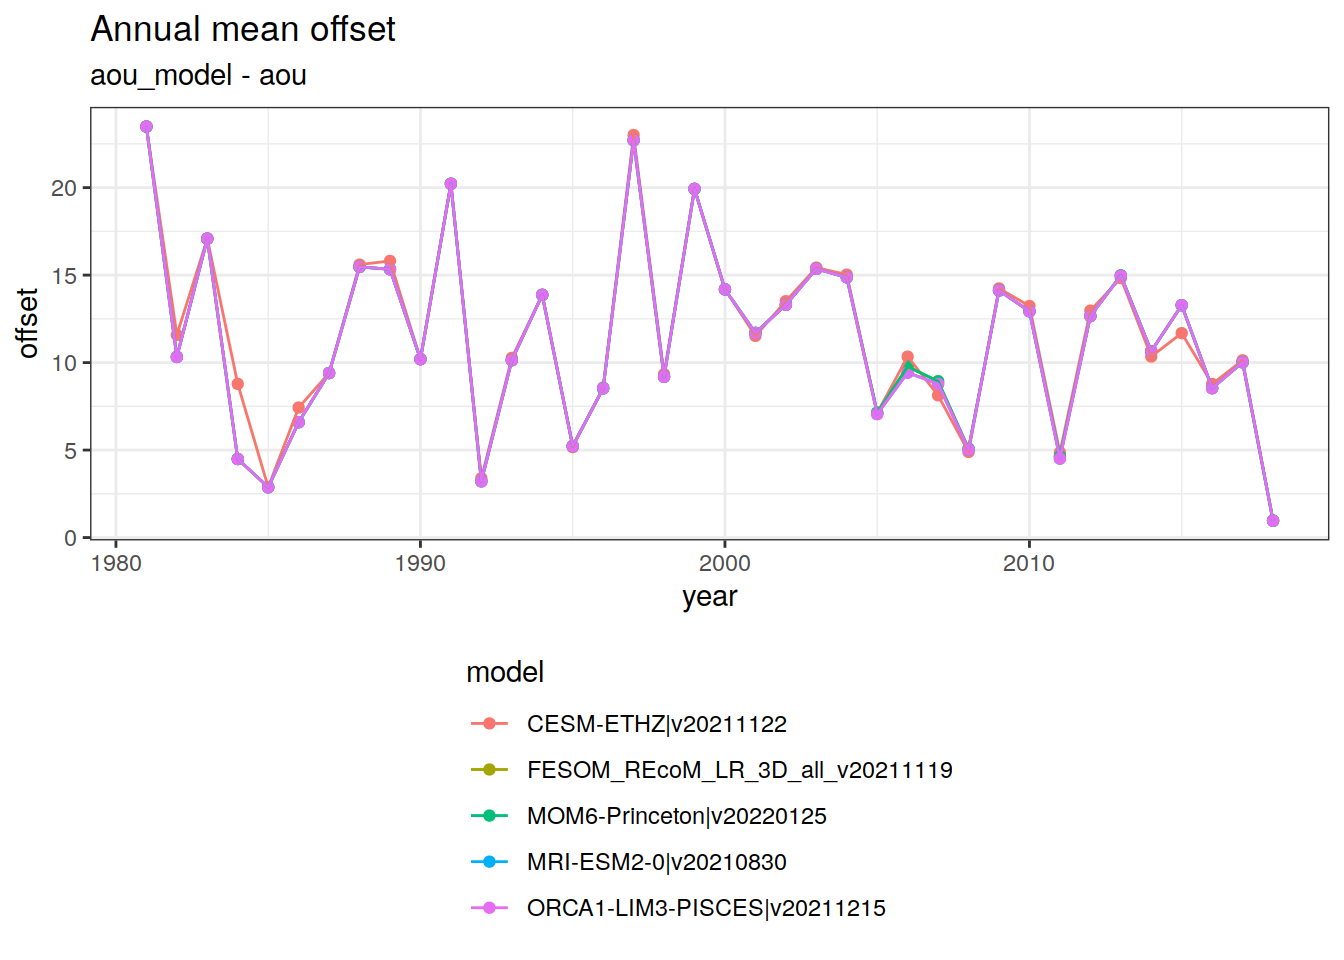 Annual mean offset
aou_model - aou
20
15
10
5
0
offset
1980 1990 2000 2010
year
model
CESM-ETHZ|v20211122
FESOM_REcoM_LR_3D_all_v20211119
MOM6-Princeton|v20220125
MRI-ESM2-0|v20210830
ORCA1-LIM3-PISCES|v20211215